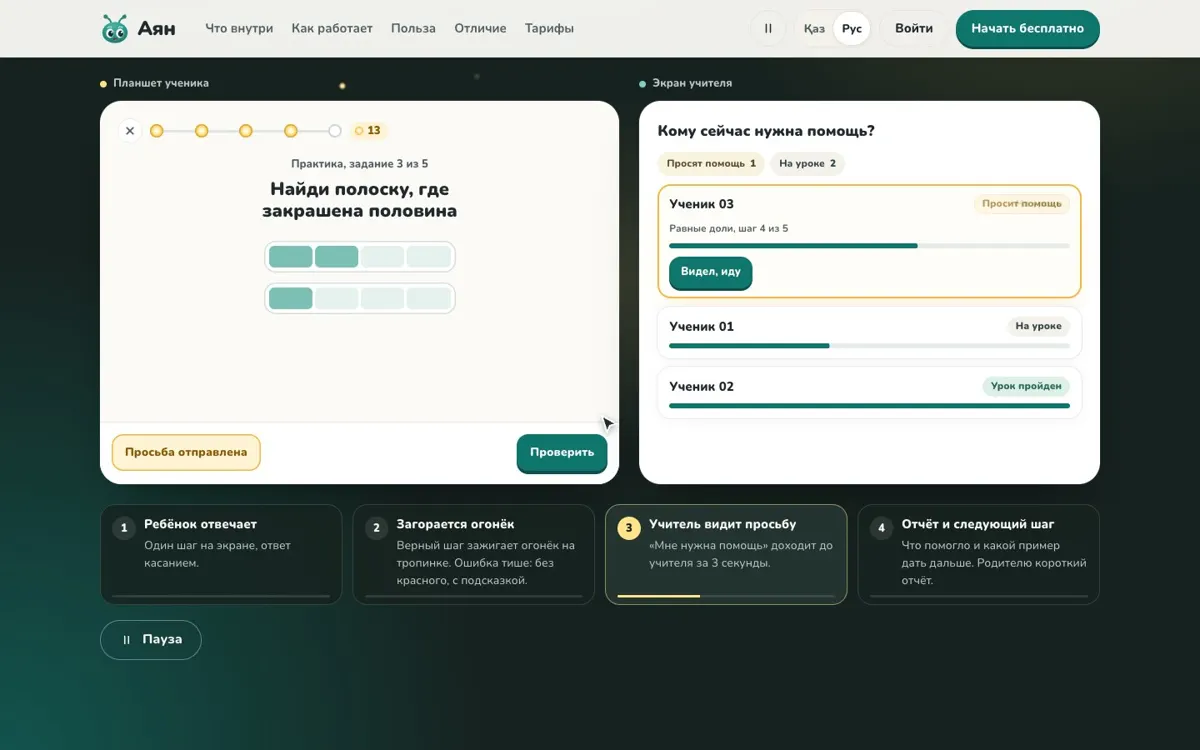 Аян
Что внутри
Как работает
Польза
Отличие
Тарифы
Қаз
Рус
Войти
Начать бесплатно
Планшет ученика
13
Практика, задание 3 из 5
Найди полоску, где
закрашена половина
Просьба отправлена
Проверить
Экран учителя
Кому сейчас нужна помощь?
Просят помощь 1
На уроке 2
Ученик 03
Просит помощь
Равные доли, шаг 4 из 5
Видел, иду
Ученик 01
На уроке
Ученик 02
Урок пройден
1
Ребёнок отвечает
Один шаг на экране, ответ
касанием.
2
Загорается огонёк
Верный шаг зажигает огонёк на
тропинке. Ошибка тише: без
красного, с подсказкой.
3
Учитель видит просьбу
«Мне нужна помощь» доходит до
учителя за 3 секунды.
4
Отчёт и следующий шаг
Что помогло и какой пример
дать дальше. Родителю короткий
отчёт.
Пауза